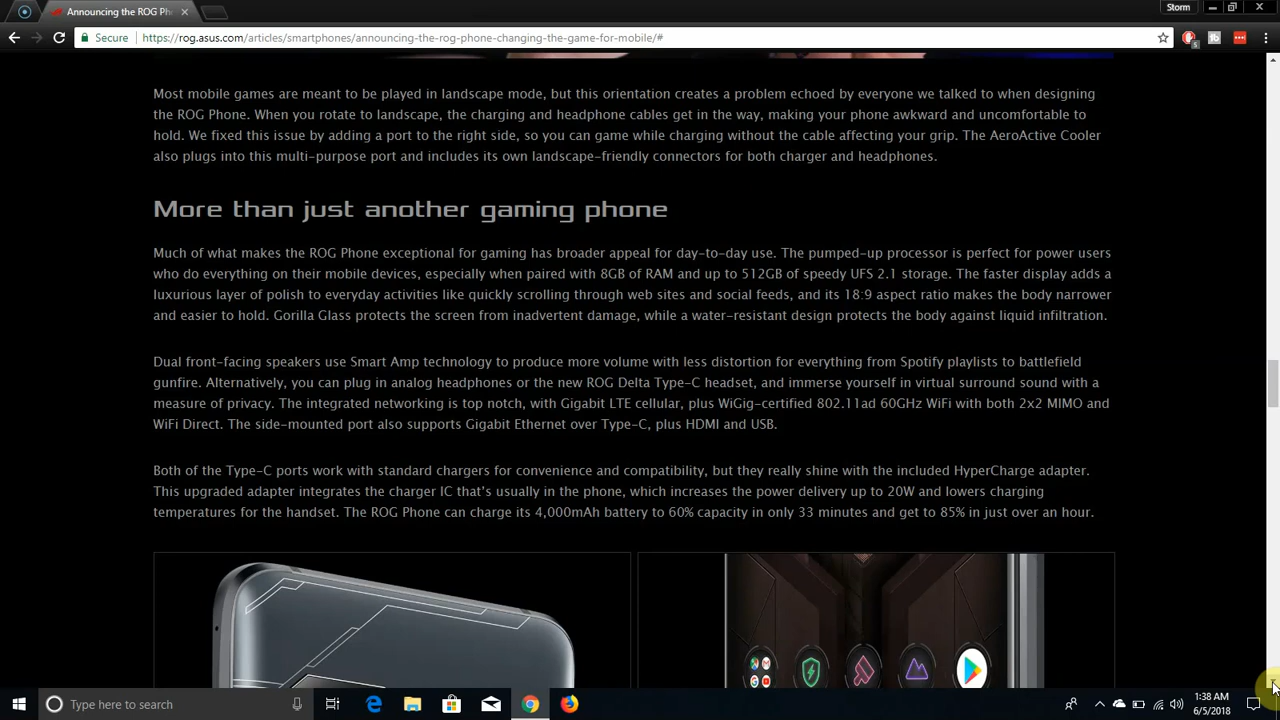 Announcing the ROG Ph
Storm
Secure
https://rog.asus.com/articles/smartphones/announcing-the-rog-phone-changing-the-game-for-mobile/#
Most mobile games are meant to be played in landscape mode, but this orientation creates a problem echoed by everyone we talked to when designing
the ROG Phone. When you rotate to landscape, the charging and headphone cables get in the way, making your phone awkward and uncomfortable to
hold. We fixed this issue by adding a port to the right side, so you can game while charging without the cable affecting your grip. The AeroActive Cooler
also plugs into this multi-purpose port and includes its own landscape-friendly connectors for both charger and headphones.
More than just another gaming phone
Much of what makes the ROG Phone exceptional for gaming has broader appeal for day-to-day use. The pumped-up processor is perfect for power users
who do everything on their mobile devices, especially when paired with 8GB of RAM and up to 512GB of speedy UFS 2.1 storage. The faster display adds a
luxurious layer of polish to everyday activities like quickly scrolling through web sites and social feeds, and its 18:9 aspect ratio makes the body narrower
and easier to hold. Gorilla Glass protects the screen from inadvertent damage, while a water-resistant design protects the body against liquid infiltration.
Dual front-facing speakers use Smart Amp technology to produce more volume with less distortion for everything from Spotify playlists to battlefield
gunfire. Alternatively, you can plug in analog headphones or the new ROG Delta Type-C headset, and immerse yourself in virtual surround sound with a
measure of privacy. The integrated networking is top notch, with Gigabit LTE cellular, plus WiGig-certified 802.11ad 60GHz WiFi with both 2x2 MIMO and
WiFi Direct. The side-mounted port also supports Gigabit Ethernet over Type-C, plus HDMI and USB.
Both of the Type-C ports work with standard chargers for convenience and compatibility, but they really shine with the included HyperCharge adapter.
This upgraded adapter integrates the charger IC that's usually in the phone, which increases the power delivery up to 20W and lowers charging
temperatures for the handset. The ROG Phone can charge its 4,000mAh battery to 60% capacity in only 33 minutes and get to 85% in just over an hour.
Type here to search
1:38 AM
6/5/2018